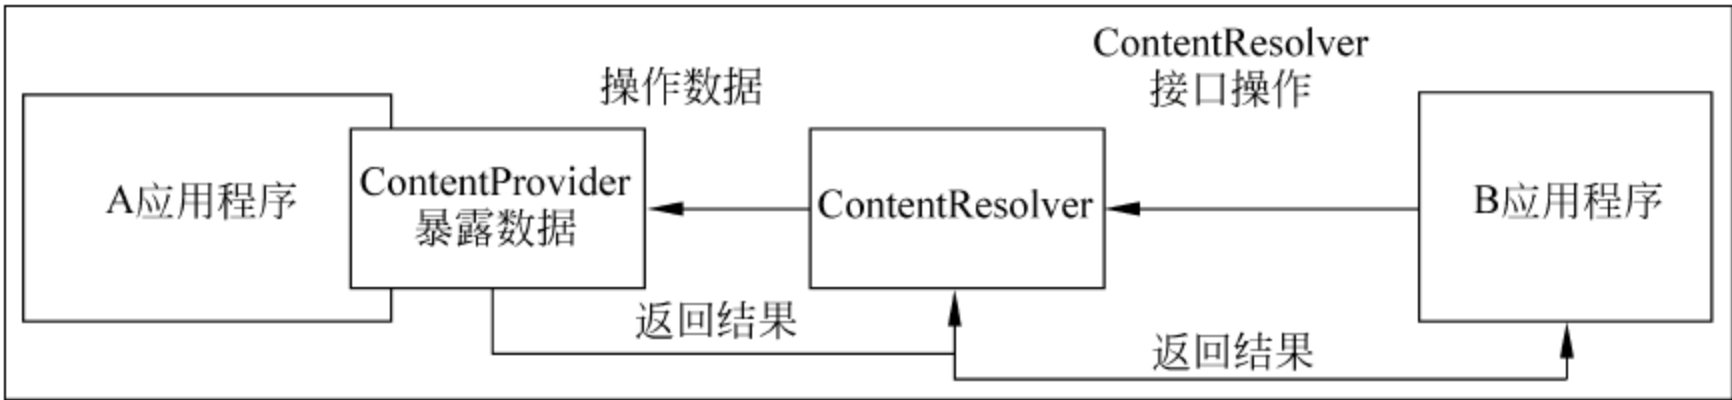 ContentResolver
接口操作
操作数据
A应用程序
ContentProvider
暴露数据
ContentResolver
B应用程序
返回结果
返回结果